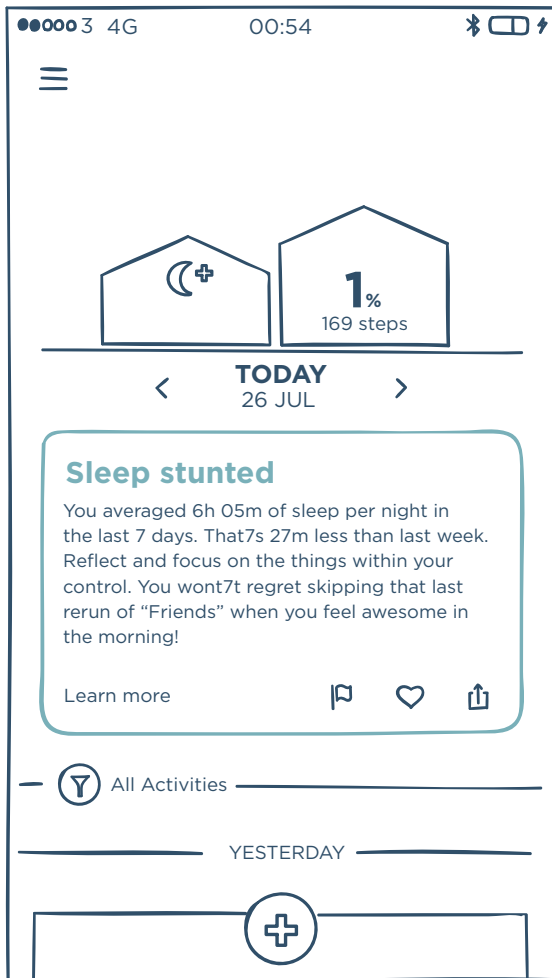 3 4G 00:54
1%
169 steps
TODAY
26 JUL
Sleep stunted
You averaged 6h 05m of sleep per night in
the last 7 days. That7s 27m less than last week.
Reflect and focus on the things within your
control. You wont7t regret skipping that last
rerun of “Friends” when you feel awesome in
the morning!
Learn more
All Activities
YESTERDAY